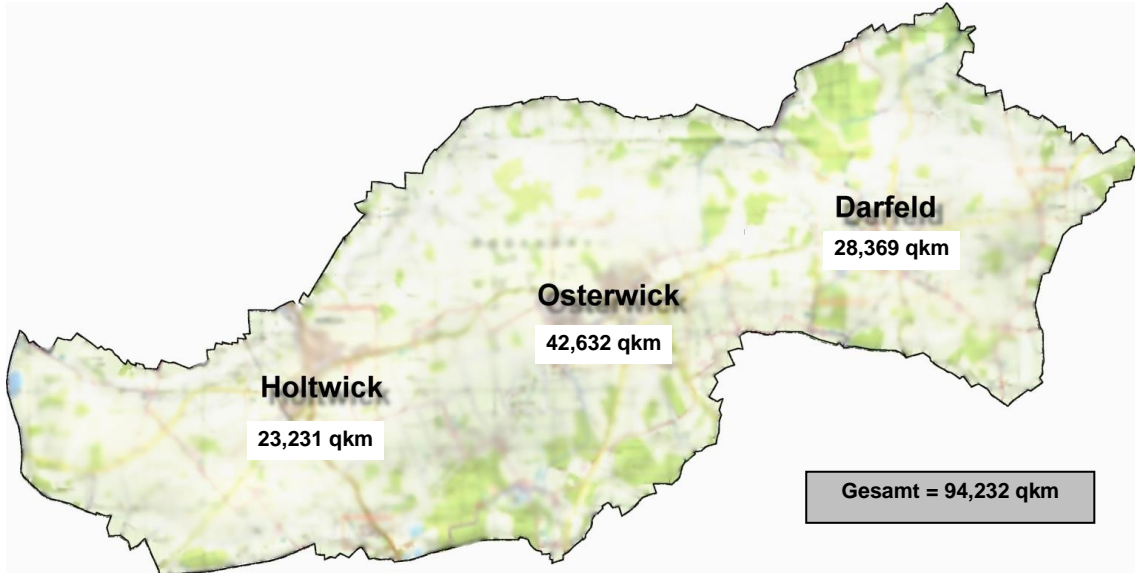 Darfeld
28,369 qkm
Osterwick
42,632 qkm
Holtwick
23,231 qkm
Gesamt = 94,232 qkm